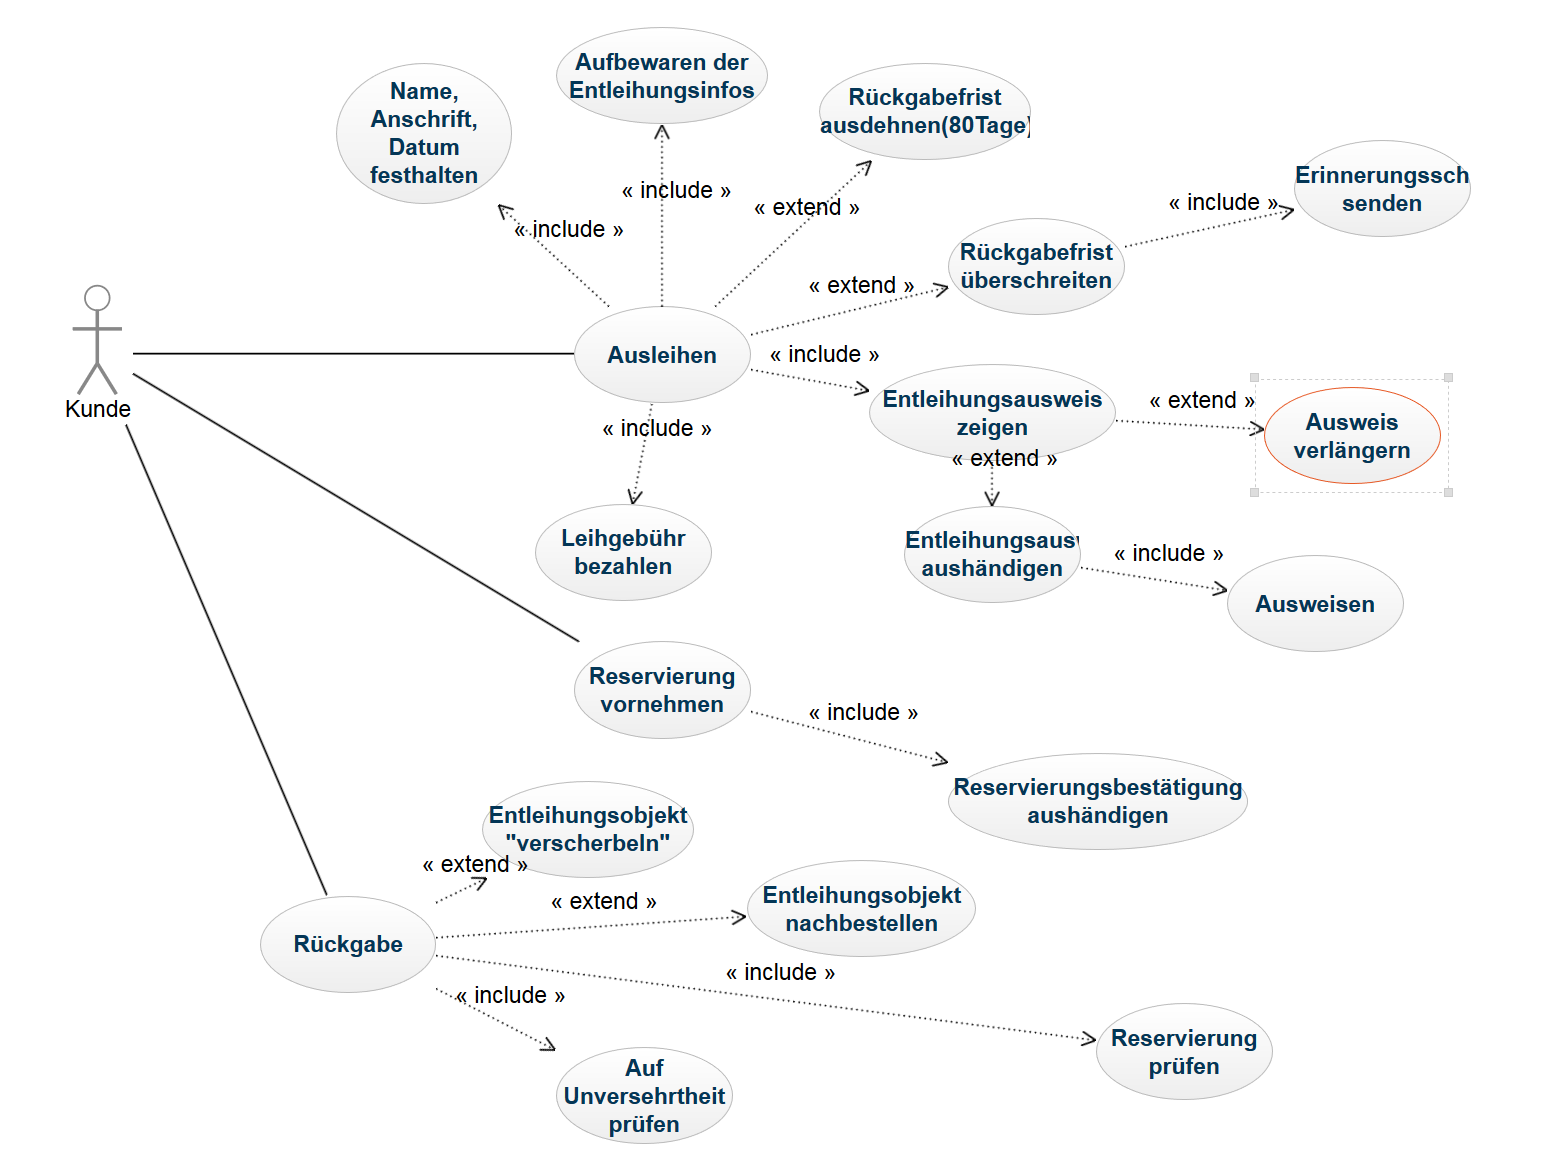 Aufbewaren der
Entleihungsinfos
Name,
Anschrift,
Datum
festhalten
Rückgabefrist
ausdehnen(80Tage)
« include »
« extend »
« include »
Erinnerungssch
senden
« include »
Rückgabefrist
überschreiten
« extend »
Kunde
Ausleihen
« include »
Entleihungsausweis
zeigen
« extend »
Ausweis
verlängern
« include »
« extend »
Leihgebühr
bezahlen
Entleihungsaus
aushändigen
« include »
Ausweisen
Reservierung
vornehmen
« include »
Reservierungsbestätigung
aushändigen
Entleihungsobjekt
"verscherbeln"
« extend »
« extend »
Entleihungsobjekt
nachbestellen
Rückgabe
« include »
« include »
Reservierung
prüfen
Auf
Unversehrtheit
prüfen